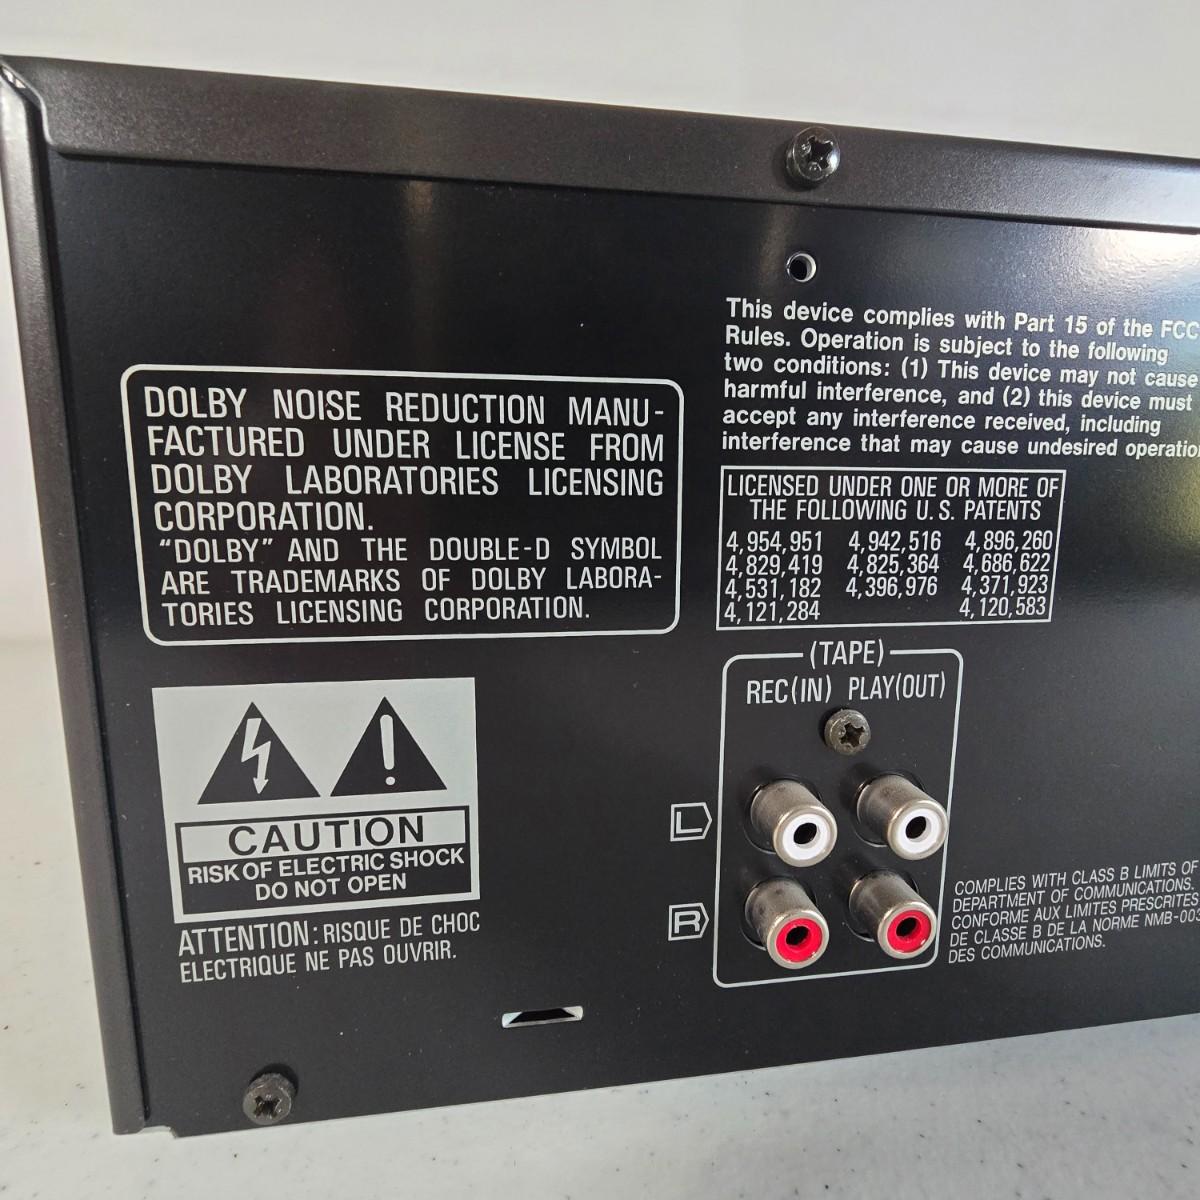 This device complies with Part 15 of the FCC
Rules. Operation is subject to the following
two conditions: (1) This device may not cause
harmful interference, and (2) this device must
accept any interference received, including
interference that may cause undesired
DOLBY NOISE REDUCTION MANU-
FACTURED UNDER LICENSE FROM
DOLBY LABORATORIES LICENSING
CORPORATION.
“DOLBY” AND THE DOUBLE-D SYMBOL
ARE TRADEMARKS OF DOLBY LABORA-
TORIES LICENSING CORPORATION.
LICENSED UNDER ONE OR MORE OF
THE FOLLOWING U.S. PATENTS
4,954,951 4,942,516 4,896,260
4,829,419 4,825,364 4,686,622
4,531,182 4,396,976 4,371,923
4,121,284 4,120,583
(TAPE)
REC(IN) PLAY(OUT)
L
R
CAUTION
RISK OF ELECTRIC SHOCK
DO NOT OPEN
ATTENTION: RISQUE DE CHOC
ELECTRIQUE NE PAS OUVRIR.
COMPLIES WITH CLASS B LIMITS OF
DEPARTMENT OF COMMUNICATIONS.
CONFORME AUX LIMITES PRESCRITES
DE CLASSE B DE LA NORME
DES COMMUNICATIONS.